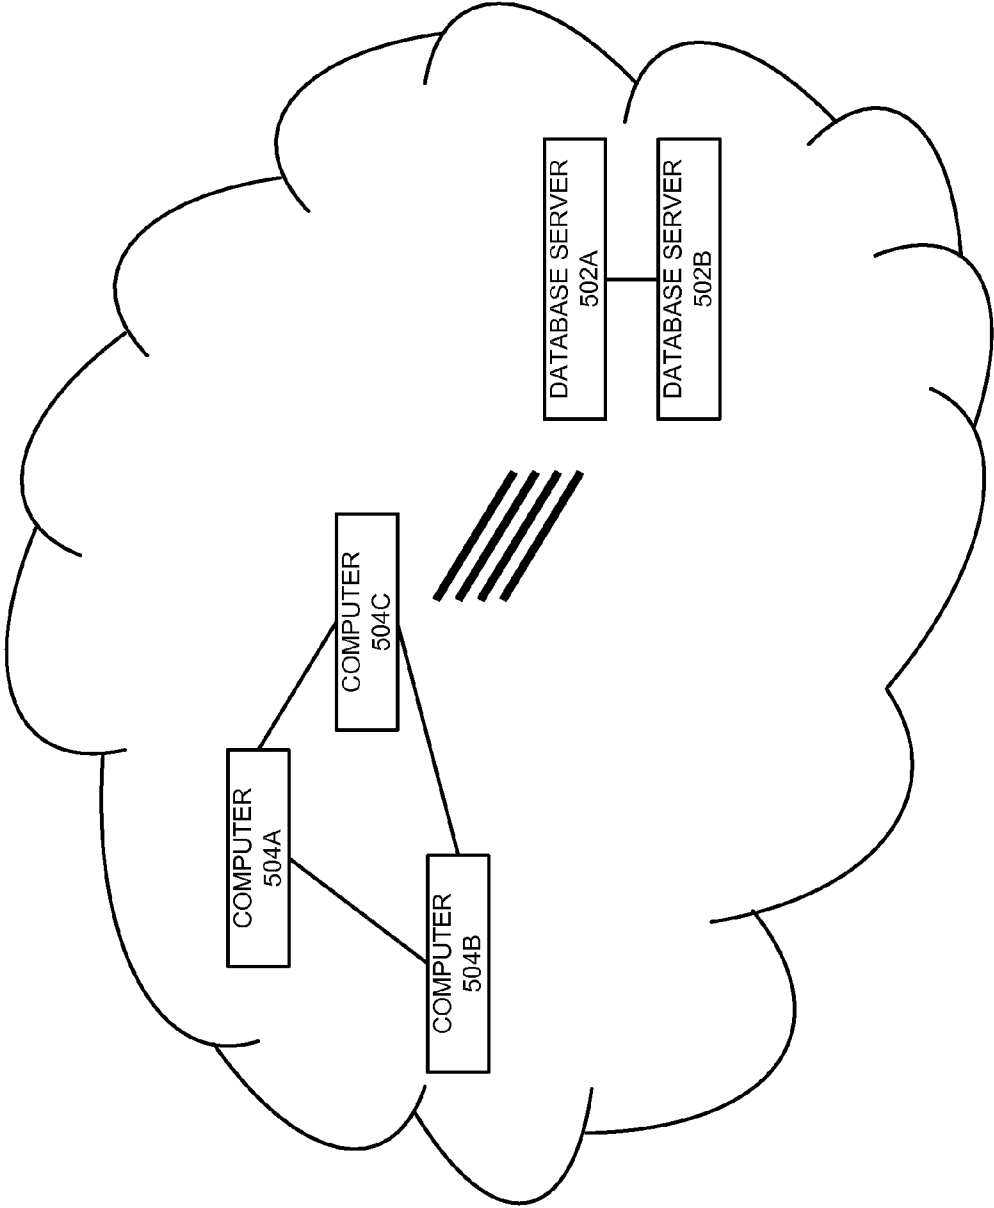 COMPUTER
504A
COMPUTER
504B
COMPUTER
504C
DATABASE SERVER
502A
DATABASE SERVER
502B